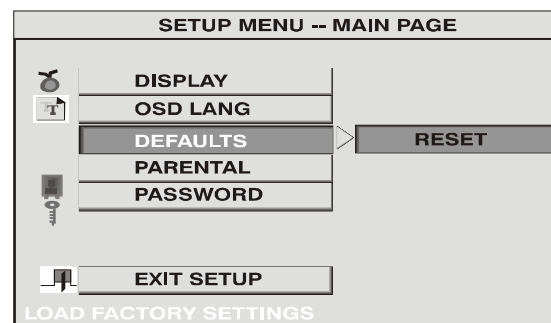 SETUP MENU -- MAIN PAGE
DISPLAY
OSD LANG
DEFAULTS RESET
PARENTAL
PASSWORD
EXIT SETUP
LOAD FACTORY SETTINGS